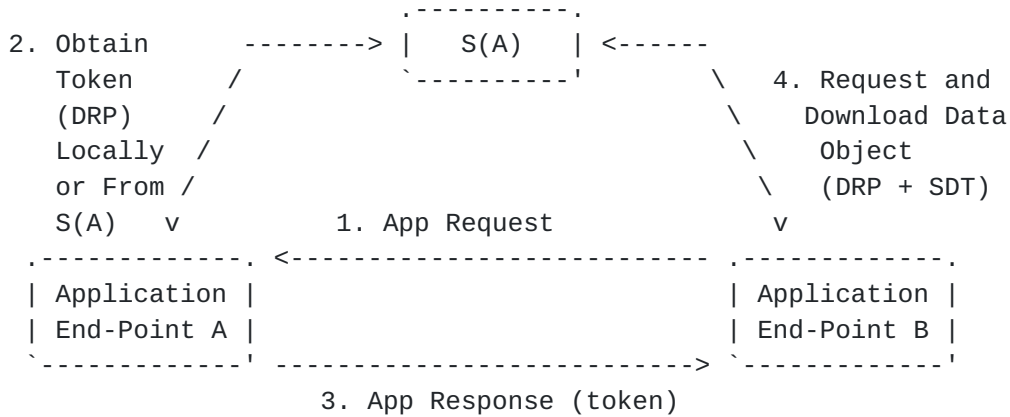 .----------.
2. Obtain      --------> |   S(A)   | <------
   Token      /          `----------'        \   4. Request and
   (DRP)     /                                \    Download Data
   Locally  /                                  \    Object
   or From /                                    \   (DRP + SDT)
   S(A)   v          1. App Request              v
 .-------------. <--------------------------- .-------------.
 | Application |                              | Application |
 | End-Point A |                              | End-Point B |
 `-------------' ---------------------------> `-------------'
                    3. App Response (token)